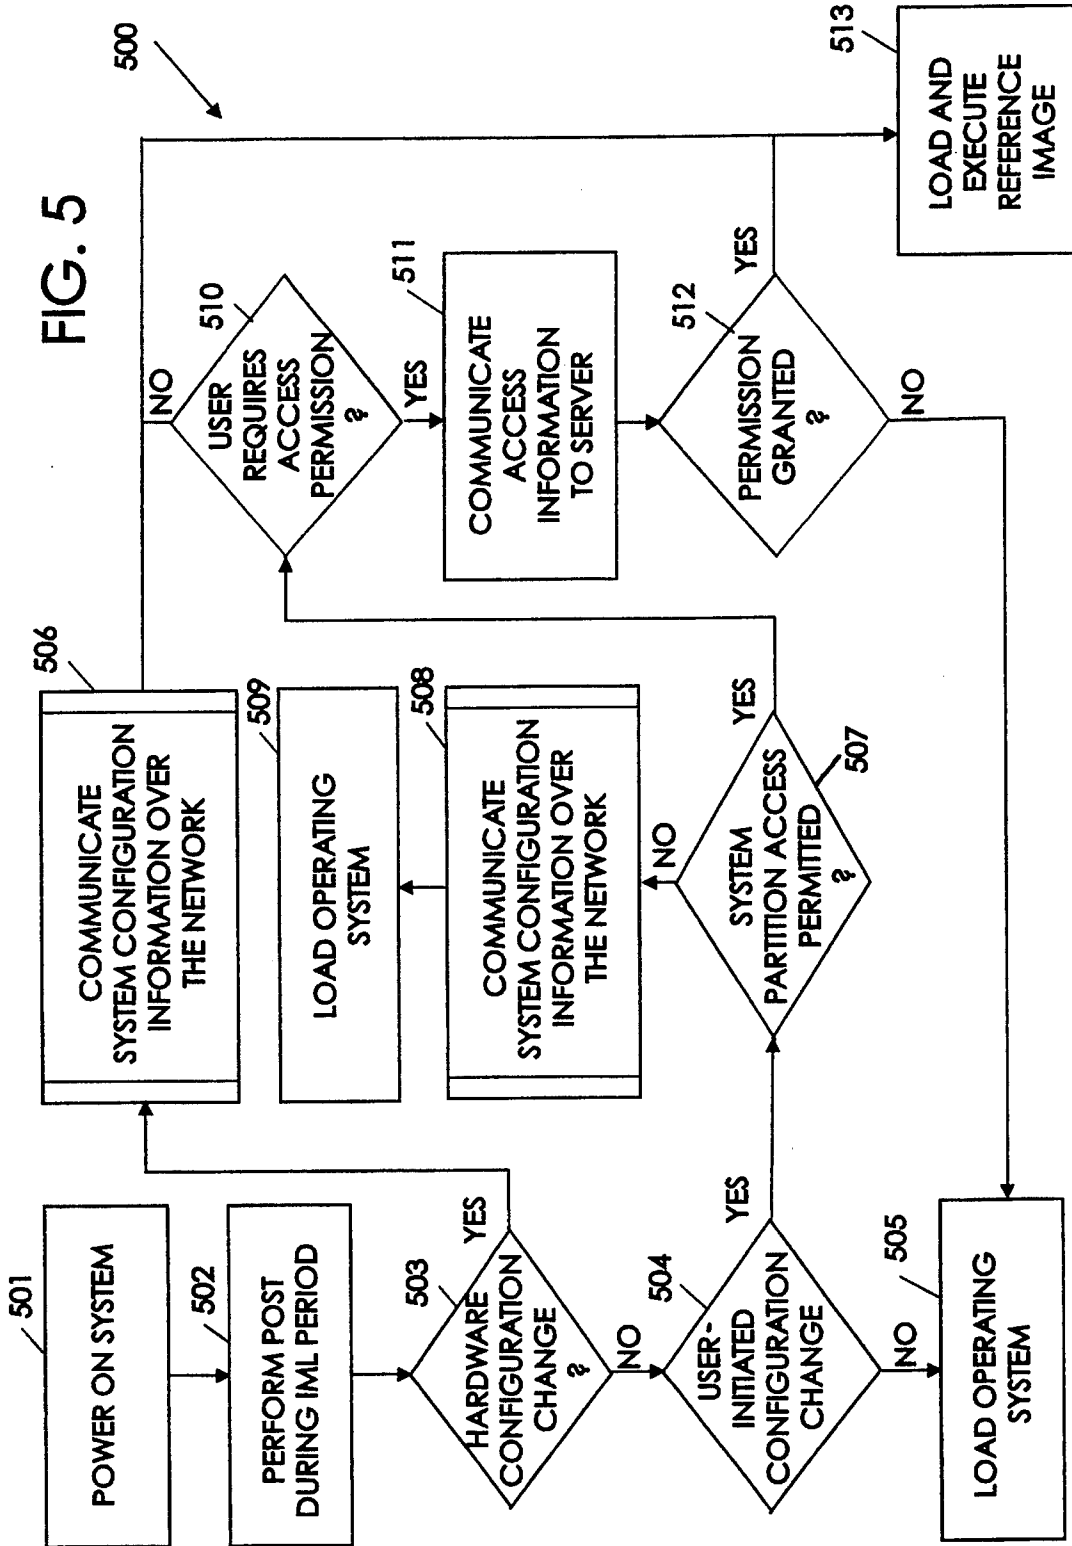 FIG. 5
500
501
POWER ON SYSTEM
502
PERFORM POST
DURING IML PERIOD
503
HARDWARE
CONFIGURATION
CHANGE
?
YES
NO
504
USER-
INITIATED
CONFIGURATION
CHANGE
YES
NO
505
LOAD OPERATING
SYSTEM
506
COMMUNICATE
SYSTEM CONFIGURATION
INFORMATION OVER
THE NETWORK
509
LOAD OPERATING
SYSTEM
508
COMMUNICATE
SYSTEM CONFIGURATION
INFORMATION OVER
THE NETWORK
NO
YES
507
SYSTEM
PARTITION ACCESS
PERMITTED
?
510
NO
USER
REQUIRES
ACCESS
PERMISSION
?
YES
511
COMMUNICATE
ACCESS
INFORMATION
TO SERVER
512
YES
PERMISSION
GRANTED
?
NO
513
LOAD AND
EXECUTE
REFERENCE
IMAGE